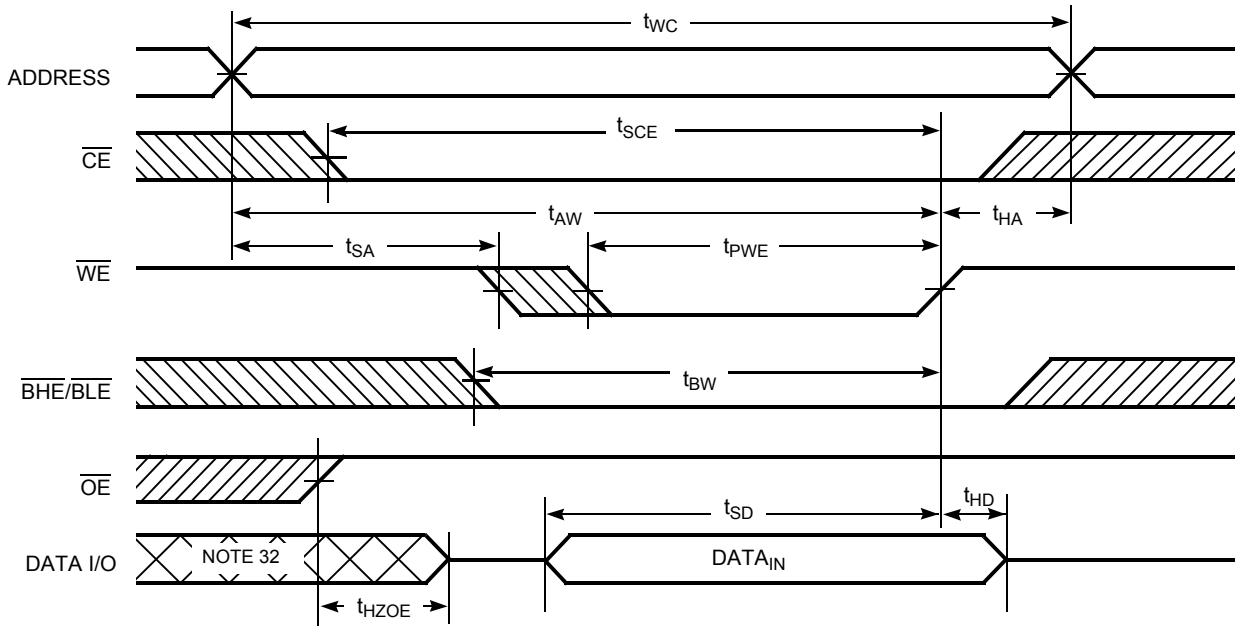 tWC
ADDRESS
tSCE
CE
tAW
tHA
tSA
tPWE
WE
tBW
BHE/BLE
OE
tSD
tHD
DATA I/O
NOTE 32
DATAIN
tHZOE